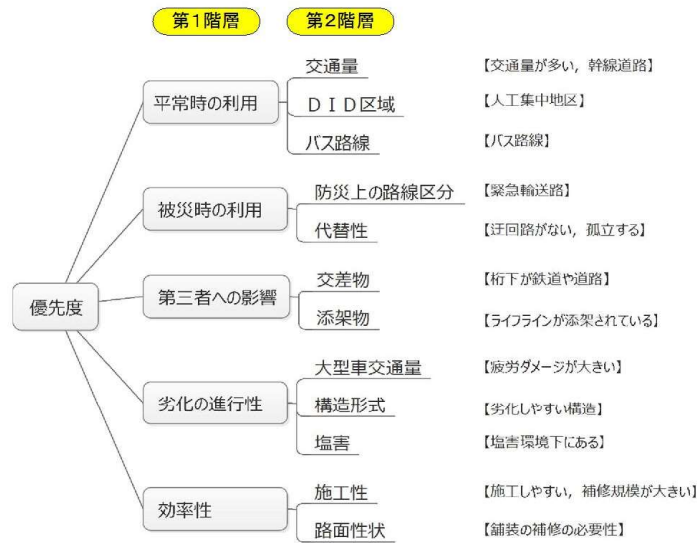 第1階層 第2階層
交通量 【交通量が多い，幹線道路】
平常時の利用 ＤＩＤ区域 【人工集中地区】
バス路線 【バス路線】
防災上の路線区分 【緊急輸送路】
被災時の利用
代替性 【迂回路がない，孤立する】
交差物 【桁下が鉄道や道路】
優先度 第三者への影響
添架物 【ライフラインが添架されている】
大型車交通量 【疲労ダメージが大きい】
劣化の進行性 構造形式 【劣化しやすい構造】
塩害 【塩害環境下にある】
施工性 【施工しやすい，補修規模が大きい】
効率性
路面性状 【舗装の補修の必要性】